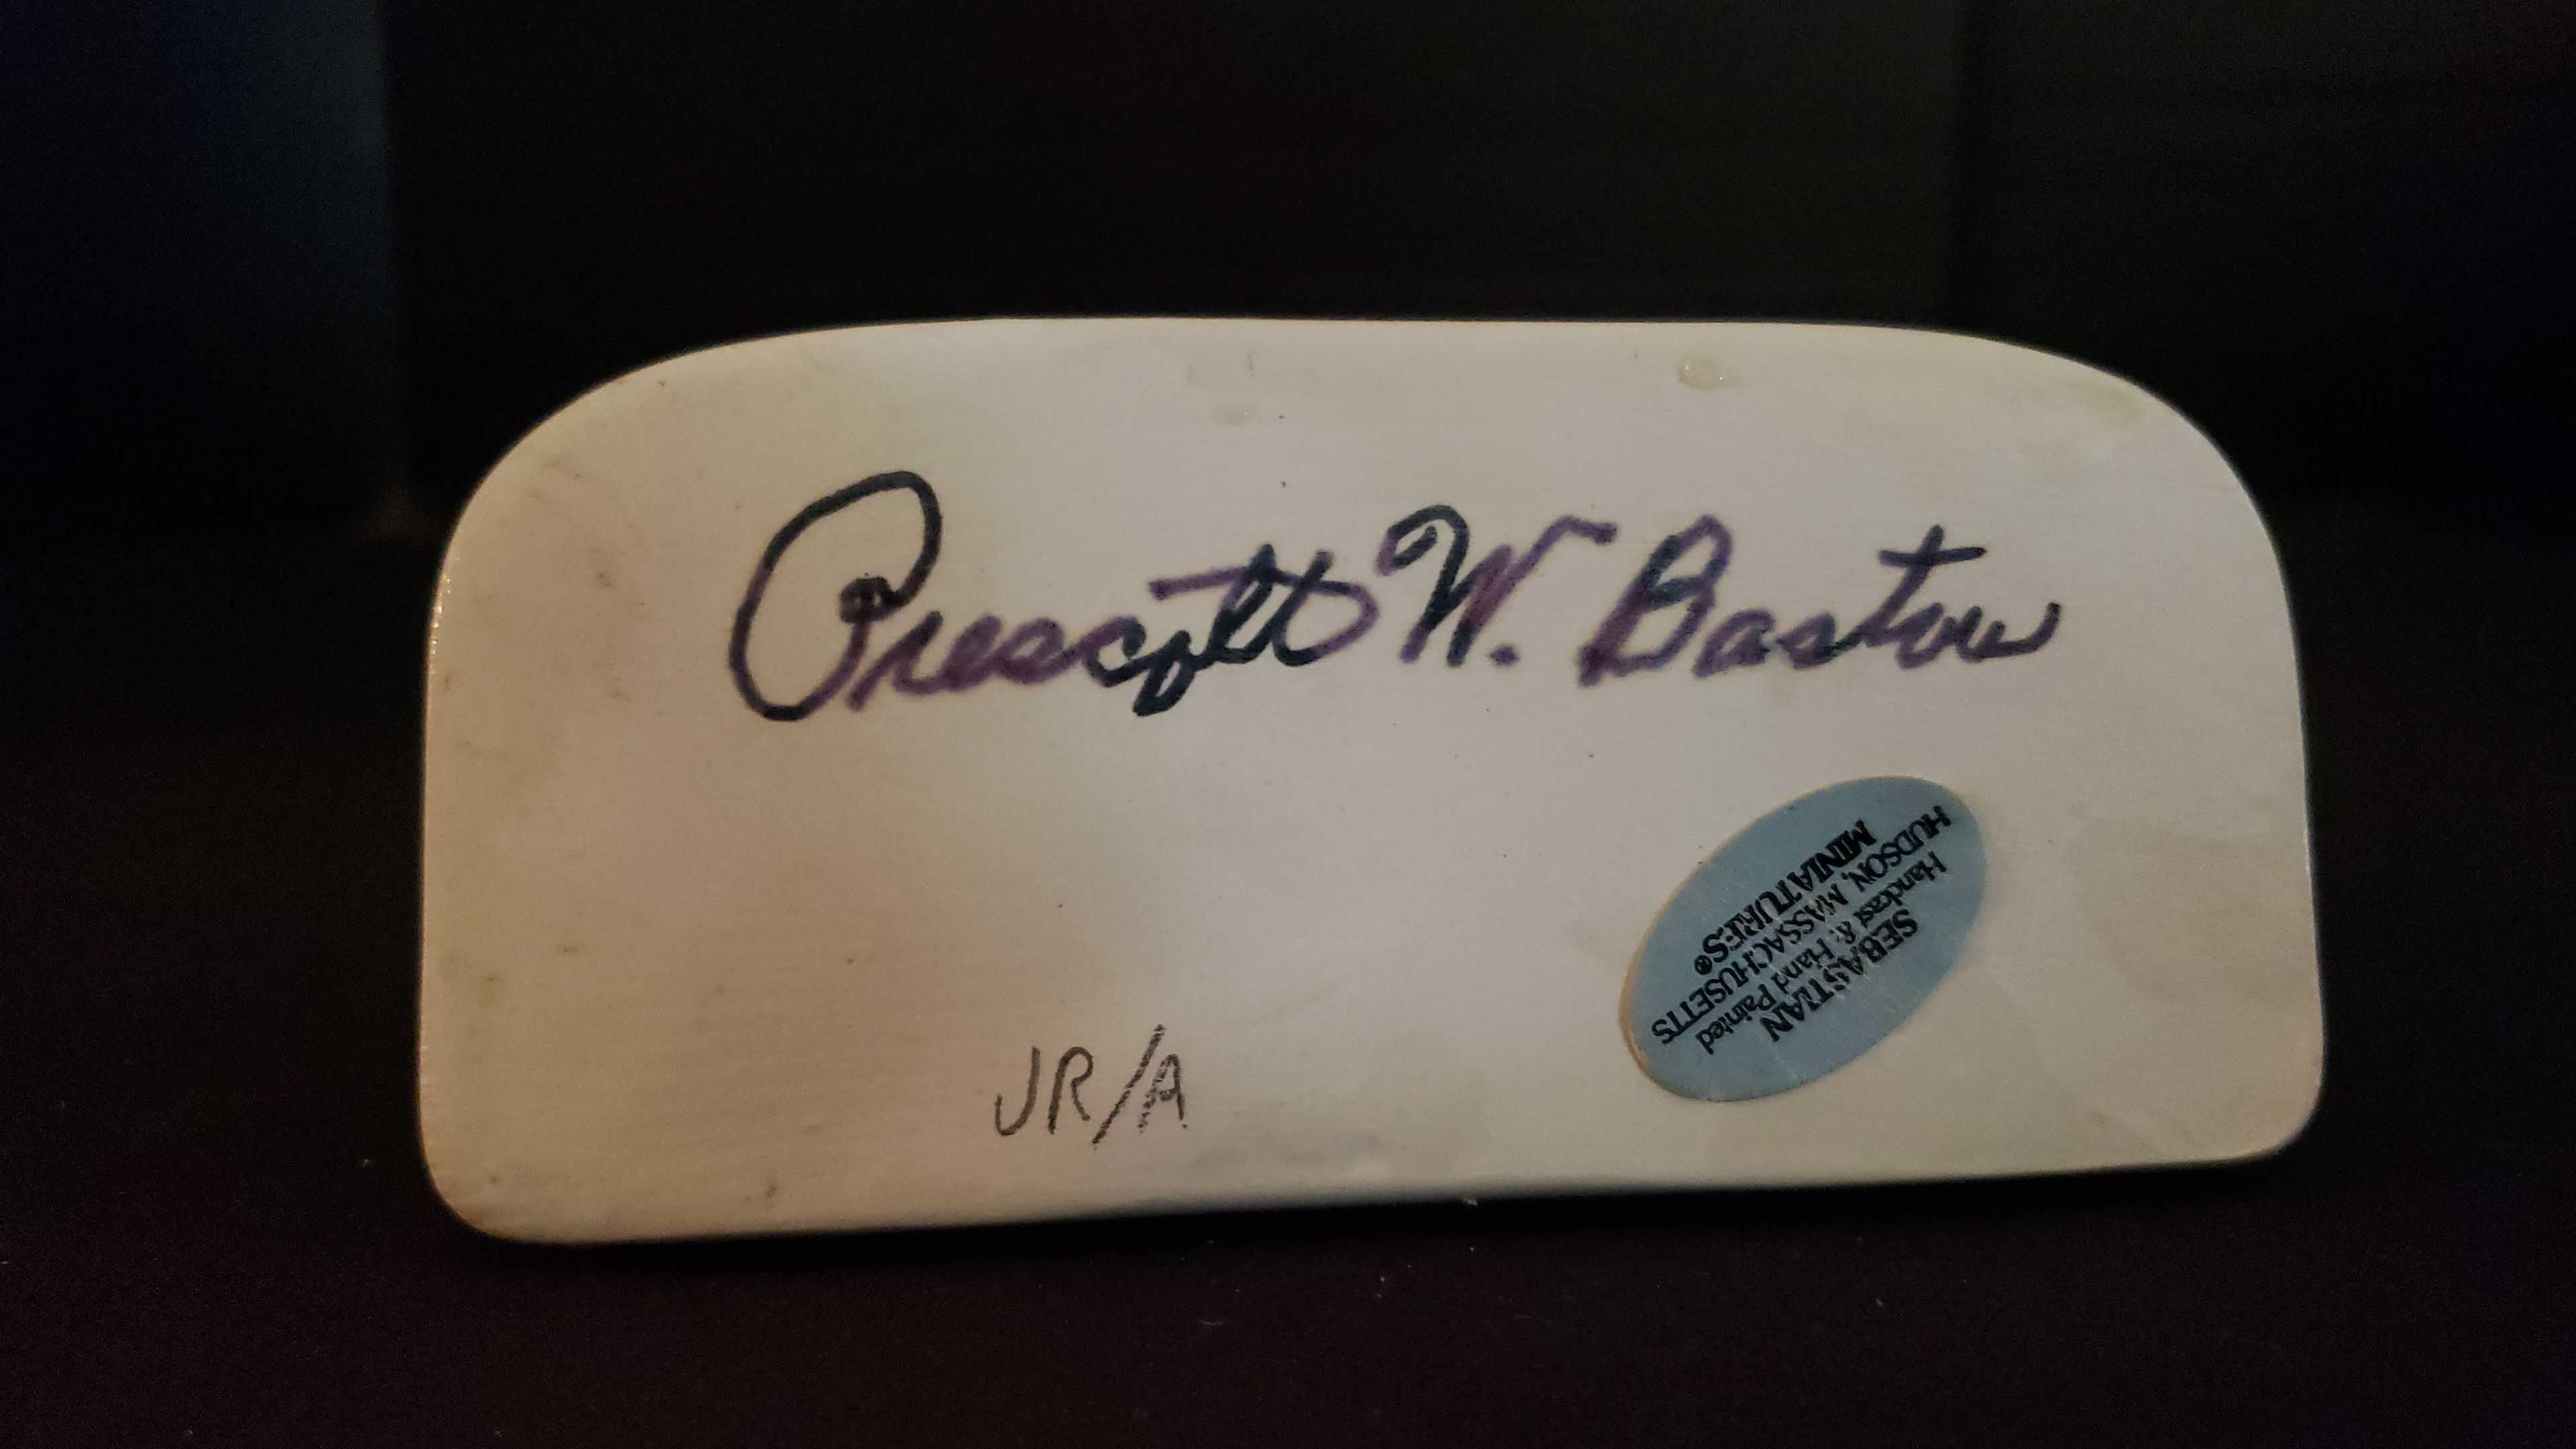 Prescott W. Baston
SEBASTIAN
MINIATURES®
Handcast & Hand Painted
HUDSON, MASSACHUSETTS
JR/A